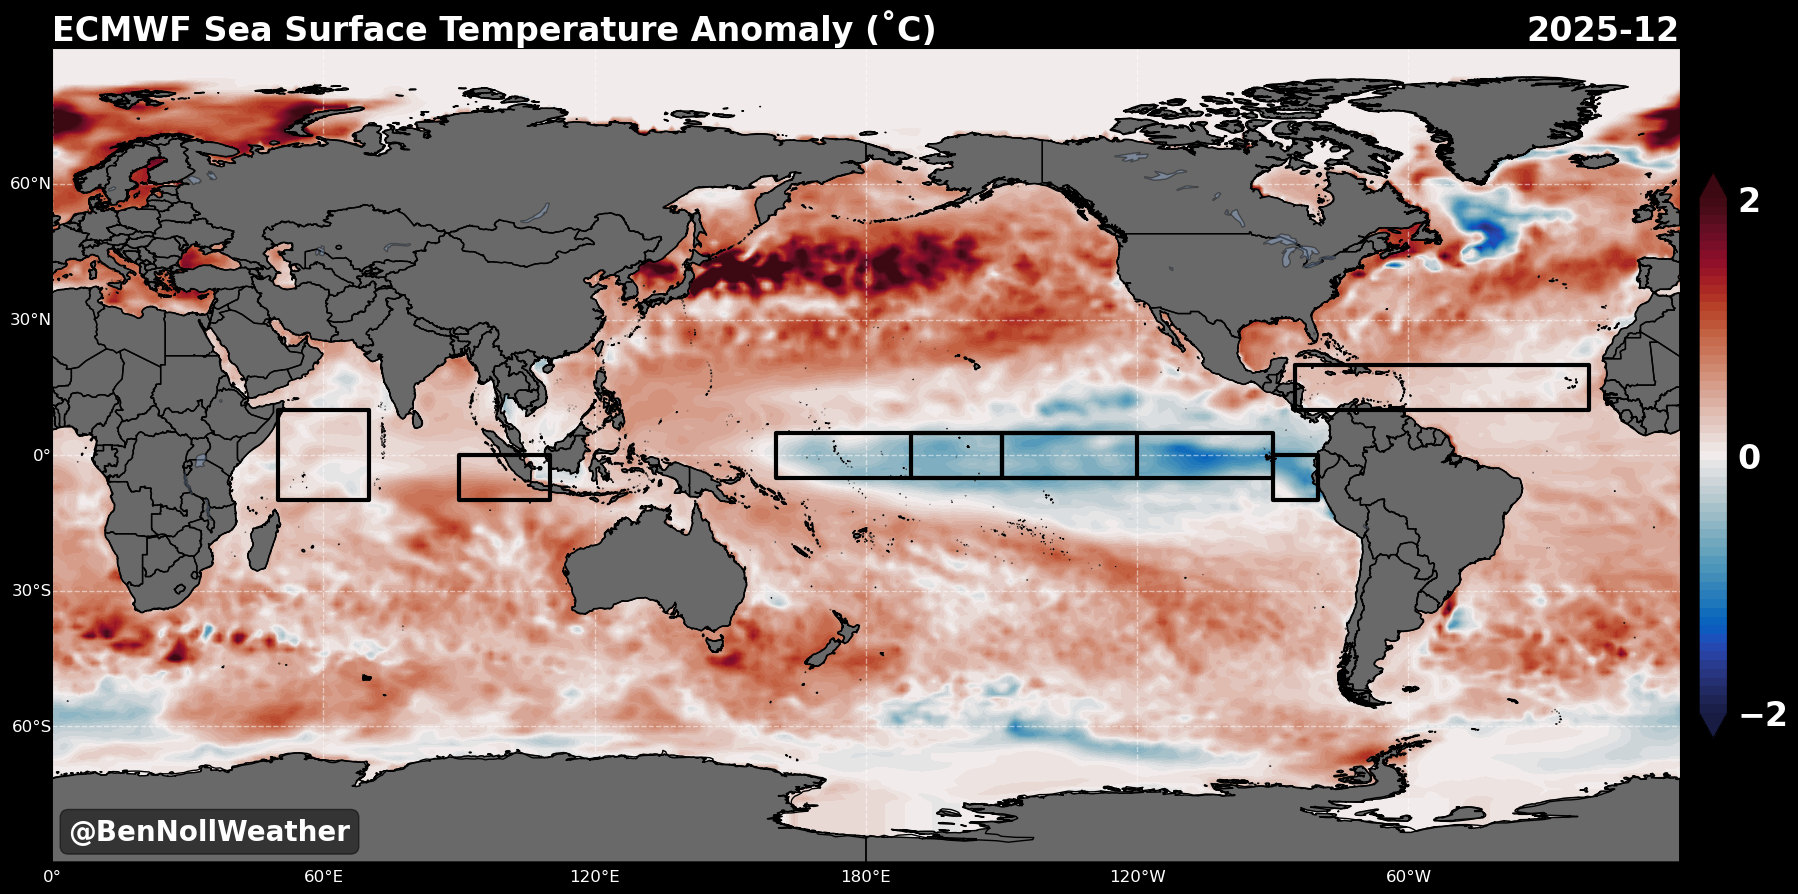 ECMWF Sea Surface Temperature Anomaly (˚C)
2025-12
60°N
30°N
0°
30°S
60°S
0°
60°E
120°E
180°E
120°W
60°W
2
0
−2
@BenNollWeather